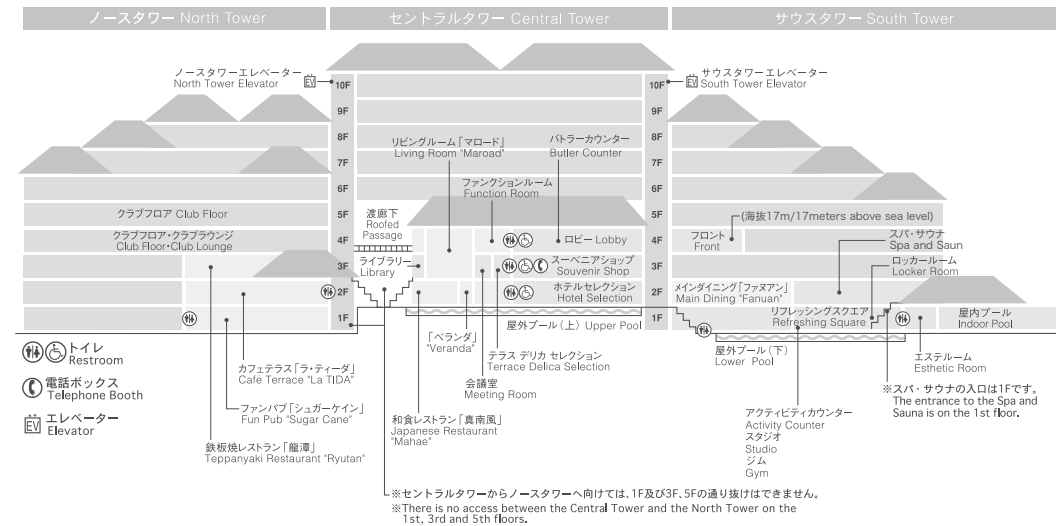 ノースタワー North Tower
セントラルタワー Central Tower
サウスタワー South Tower
ノースタワーエレベーター
North Tower Elevator
EV
10F
9F
8F
7F
6F
5F
4F
3F
2F
1F
10F
9F
8F
7F
6F
5F
4F
3F
2F
1F
EV
サウスタワーエレベーター
South Tower Elevator
クラブフロア Club Floor
クラブフロア・クラブラウンジ
Club Floor・Club Lounge
リビングルーム「マロード」
Living Room "Maroad"
バトラーカウンター
Butler Counter
ファンクションルーム
Function Room
渡廊下
Roofed
Passage
ロビー Lobby
ライブラリー
Library
スーベニアショップ
Souvenir Shop
ホテルセレクション
Hotel Selection
屋外プール(上) Upper Pool
「ベランダ」
"Veranda"
テラス デリカ セレクション
Terrace Delica Selection
会議室
Meeting Room
和食レストラン「真南風」
Japanese Restaurant
"Mahae"
(海抜17m/17meters above sea level)
フロント
Front
スパ・サウナ
Spa and Saun
ロッカールーム
Locker Room
メインダイニング「ファヌアン」
Main Dining "Fanuan"
リフレッシングスクエア
Refreshing Square
屋内プール
Indoor Pool
屋外プール(下)
Lower Pool
エステルーム
Esthetic Room
※スパ・サウナの入口は1Fです。
The entrance to the Spa and
Sauna is on the 1st floor.
アクティビティカウンター
Activity Counter
スタジオ
Studio
ジム
Gym
トイレ
Restroom
電話ボックス
Telephone Booth
EV
エレベーター
Elevator
カフェテラス「ラ・ティーダ」
Café Terrace "La TIDA"
ファンパブ「シュガーケイン」
Fun Pub "Sugar Cane"
鉄板焼レストラン「龍潭」
Teppanyaki Restaurant "Ryutan"
※セントラルタワーからノースタワーへ向けては、1F及び3F、5Fの通り抜けはできません。
※There is no access between the Central Tower and the North Tower on the
1st, 3rd and 5th floors.